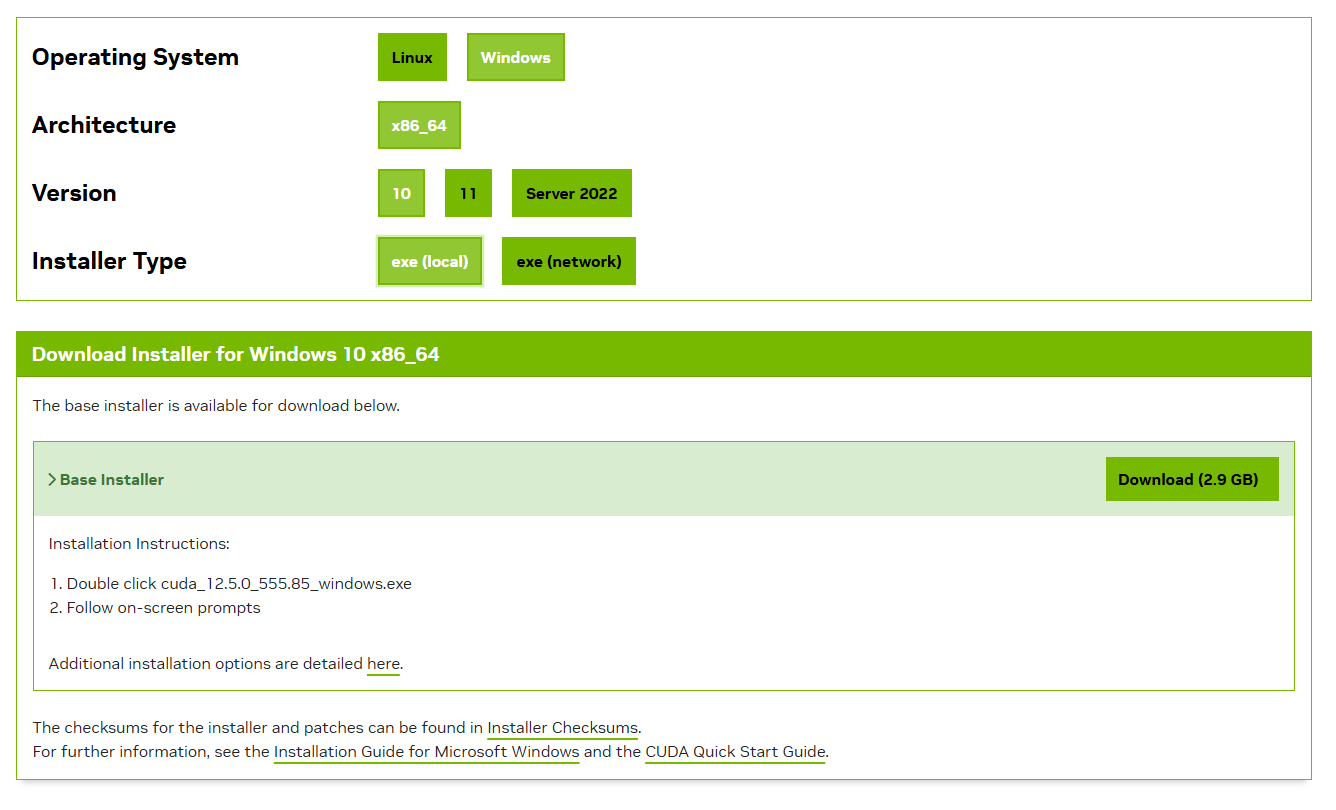 Operating System Linux Windows
Architecture x86_64
Version 10 11 Server 2022
Installer Type exe (local) exe (network)
Download Installer for Windows 10 x86_64
The base installer is available for download below.
Base Installer Download (2.9 GB)
Installation Instructions:
1. Double click cuda_12.5.0_555.85_windows.exe
2. Follow on-screen prompts
Additional installation options are detailed here.
The checksums for the installer and patches can be found in Installer Checksums.
For further information, see the Installation Guide for Microsoft Windows and the CUDA Quick Start Guide.